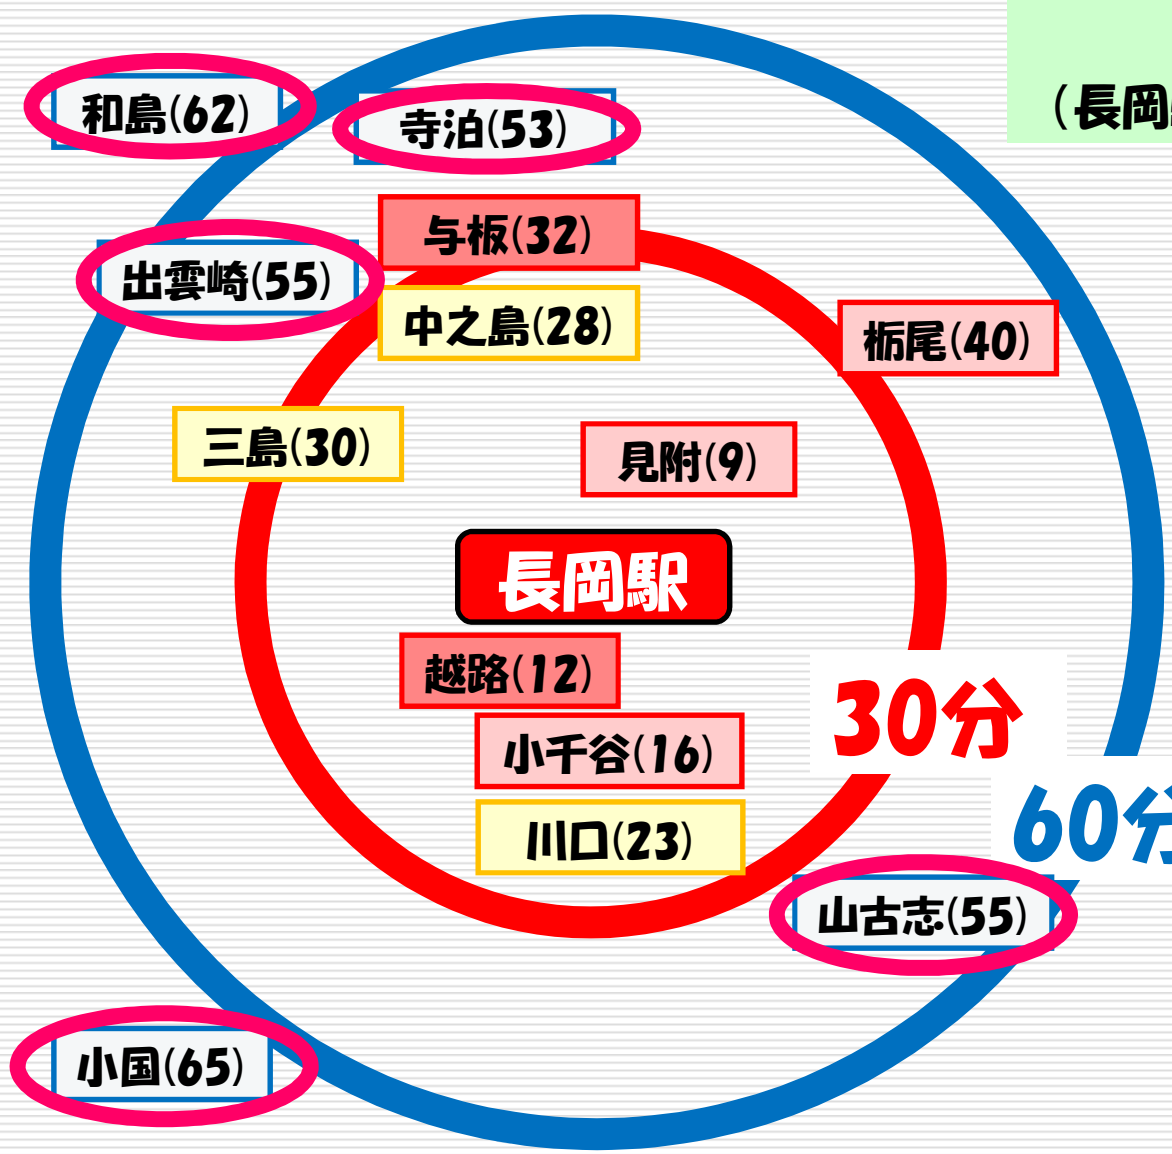 (長岡
和島(62)
寺泊(53)
与板(32)
出雲崎(55)
中之島(28)
栃尾(40)
三島(30)
見附(9)
長岡駅
越路(12)
30分
小千谷(16)
60分
川口(23)
山古志(55)
小国(65)